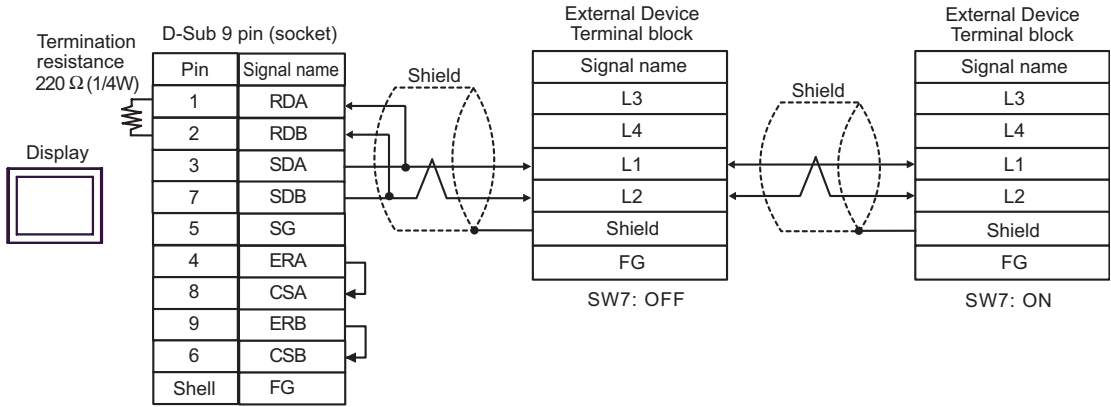 Termination
resistance
220 Ω (1/4W)
Display
D-Sub 9 pin (socket)
Pin Signal name
1 RDA
2 RDB
3 SDA
7 SDB
5 SG
4 ERA
8 CSA
9 ERB
6 CSB
Shell FG
Shield
External Device
Terminal block
Signal name
L3
L4
L1
L2
Shield
FG
SW7: OFF
Shield
External Device
Terminal block
Signal name
L3
L4
L1
L2
Shield
FG
SW7: ON